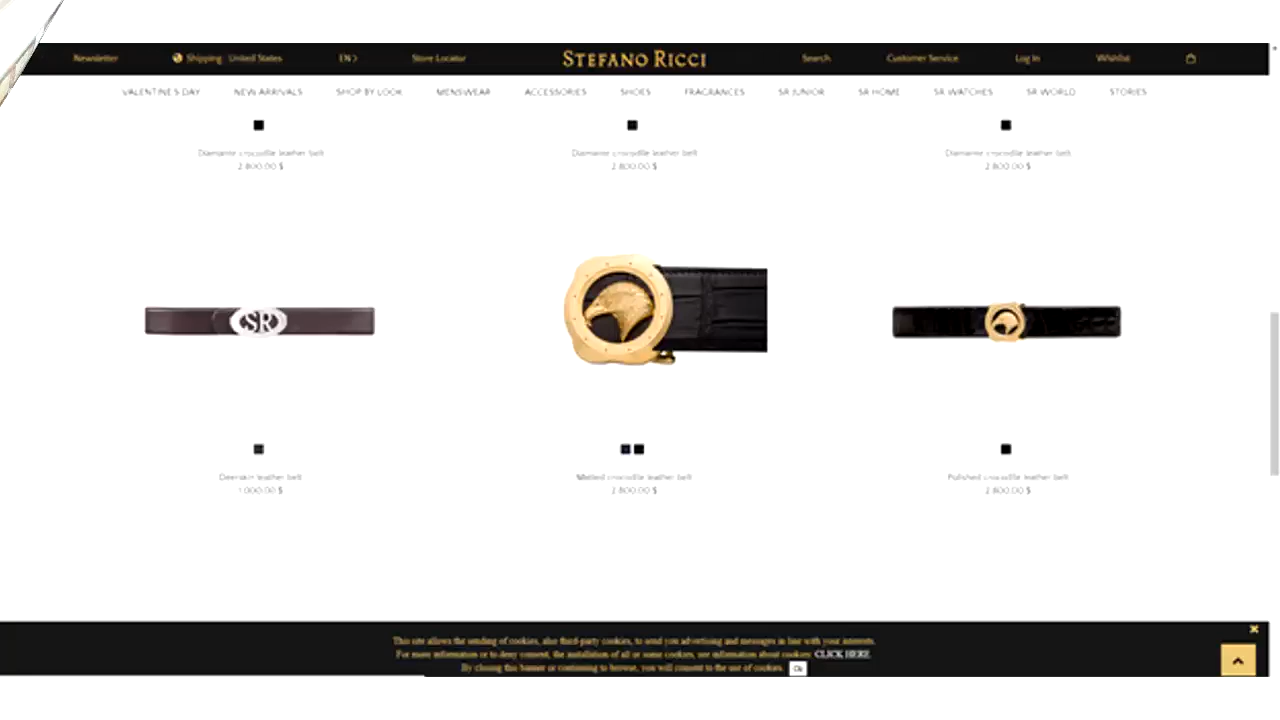 Newsletter
Shipping United States
EN
Store Locator
STEFANO RICCI
Search
Customer Service
Log In
Wishlist
VALENTINE'S DAY
NEW ARRIVALS
SHOP BY LOOK
MENSWEAR
ACCESSORIES
SHOES
FRAGRANCES
SR JUNIOR
SR HOME
SR WATCHES
SR WORLD
STORIES
Diamante crocodile leather belt
2.800,00 $
Diamante crocodile leather belt
2.800,00 $
Diamante crocodile leather belt
2.800,00 $
SR
Deerskin leather belt
1.000,00 $
Matted crocodile leather belt
2.800,00 $
Polished crocodile leather belt
2.800,00 $
This site allows the sending of cookies, also third-party cookies, to send you advertising and messages in line with your interests.
For more information or to deny consent, the installation of all or some cookies, see information about cookies: CLICK HERE.
By closing this banner or continuing to browse, you will consent to the use of cookies. Ok